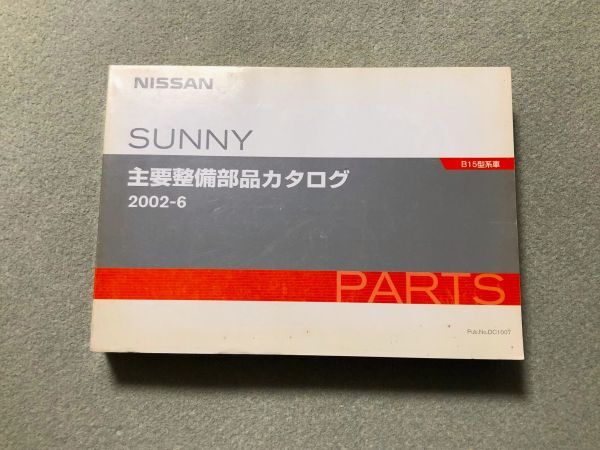 NISSAN
SUNNY
B15型系車
主要整備部品カタログ
2002-6
PARTS
Pub.No.DC1007